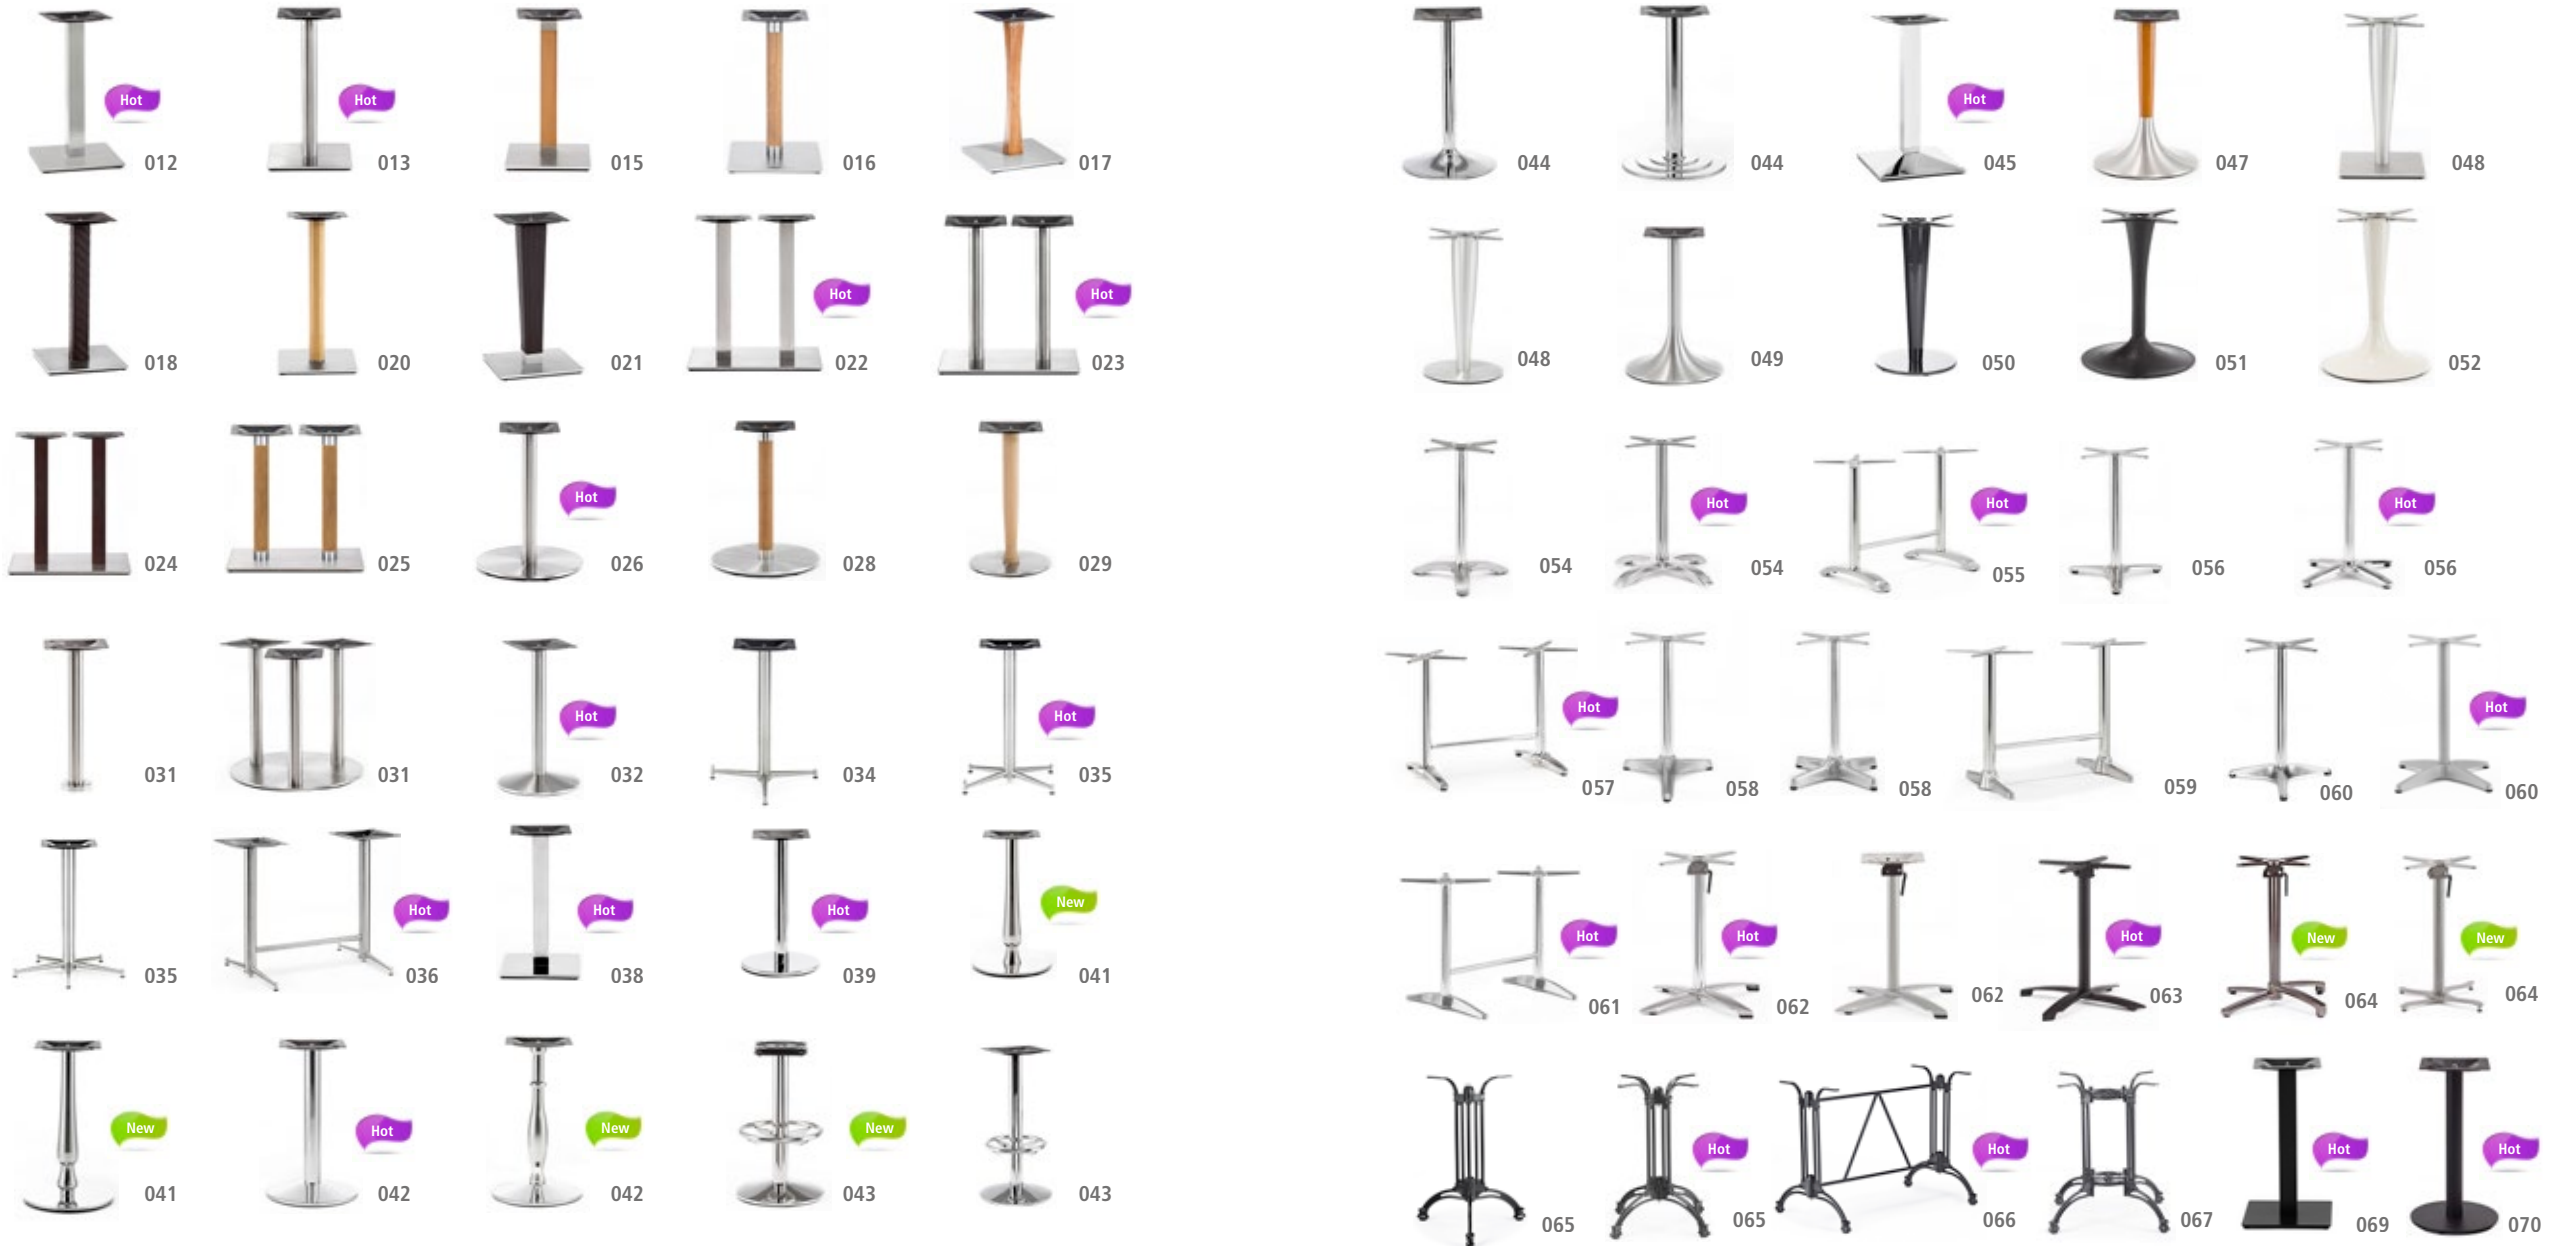 Hot Hot
012 013 015 016 017
Hot Hot
018 020 021 022 023
Hot
024 025 026 028 029
Hot Hot
031 031 032 034 035
Hot Hot Hot New
035 036 038 039 041
New Hot New New
041 042 042 043 043
Hot
044 044 045 047 048
048 049 050 051 052
Hot Hot Hot
054 054 055 056 056
Hot Hot
057 058 058 059 060 060
Hot Hot Hot New New
061 062 062 063 064 064
Hot Hot Hot Hot
065 065 066 067 069 070